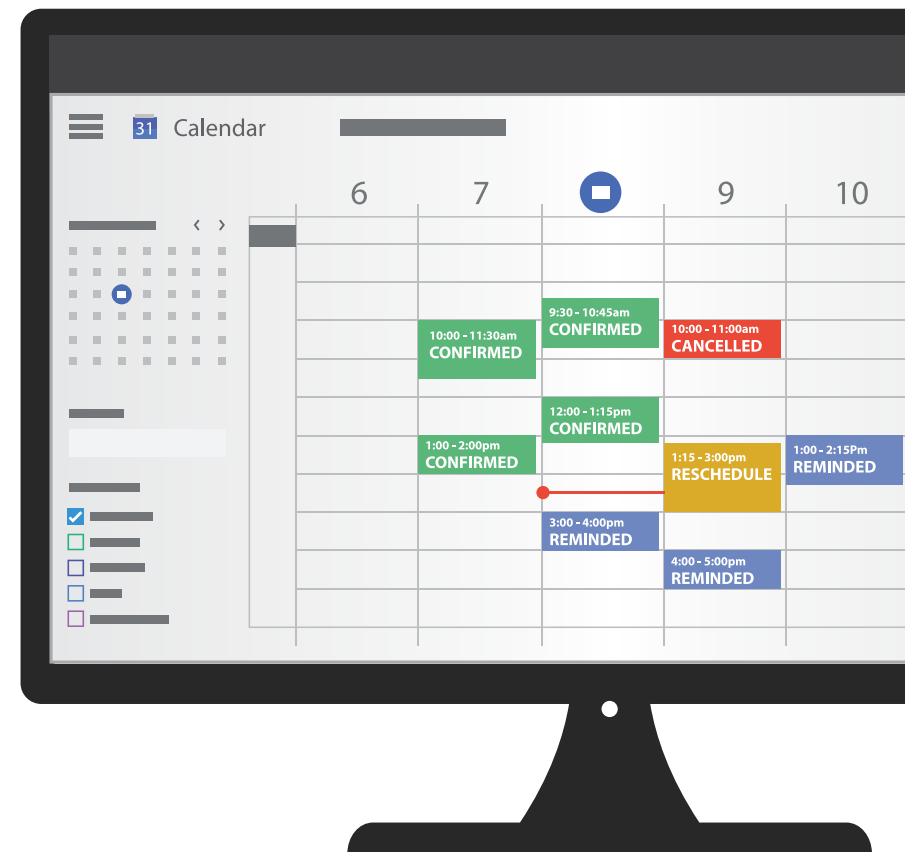 31 Calendar
6 7 9 10
10:00 - 11:30am
CONFIRMED
1:00 - 2:00pm
CONFIRMED
9:30 - 10:45am
CONFIRMED
12:00 - 1:15pm
CONFIRMED
3:00 - 4:00pm
REMINDED
10:00 - 11:00am
CANCELLED
1:15 - 3:00pm
RESCHEDULE
4:00 - 5:00pm
REMINDED
1:00 - 2:15Pm
REMINDED